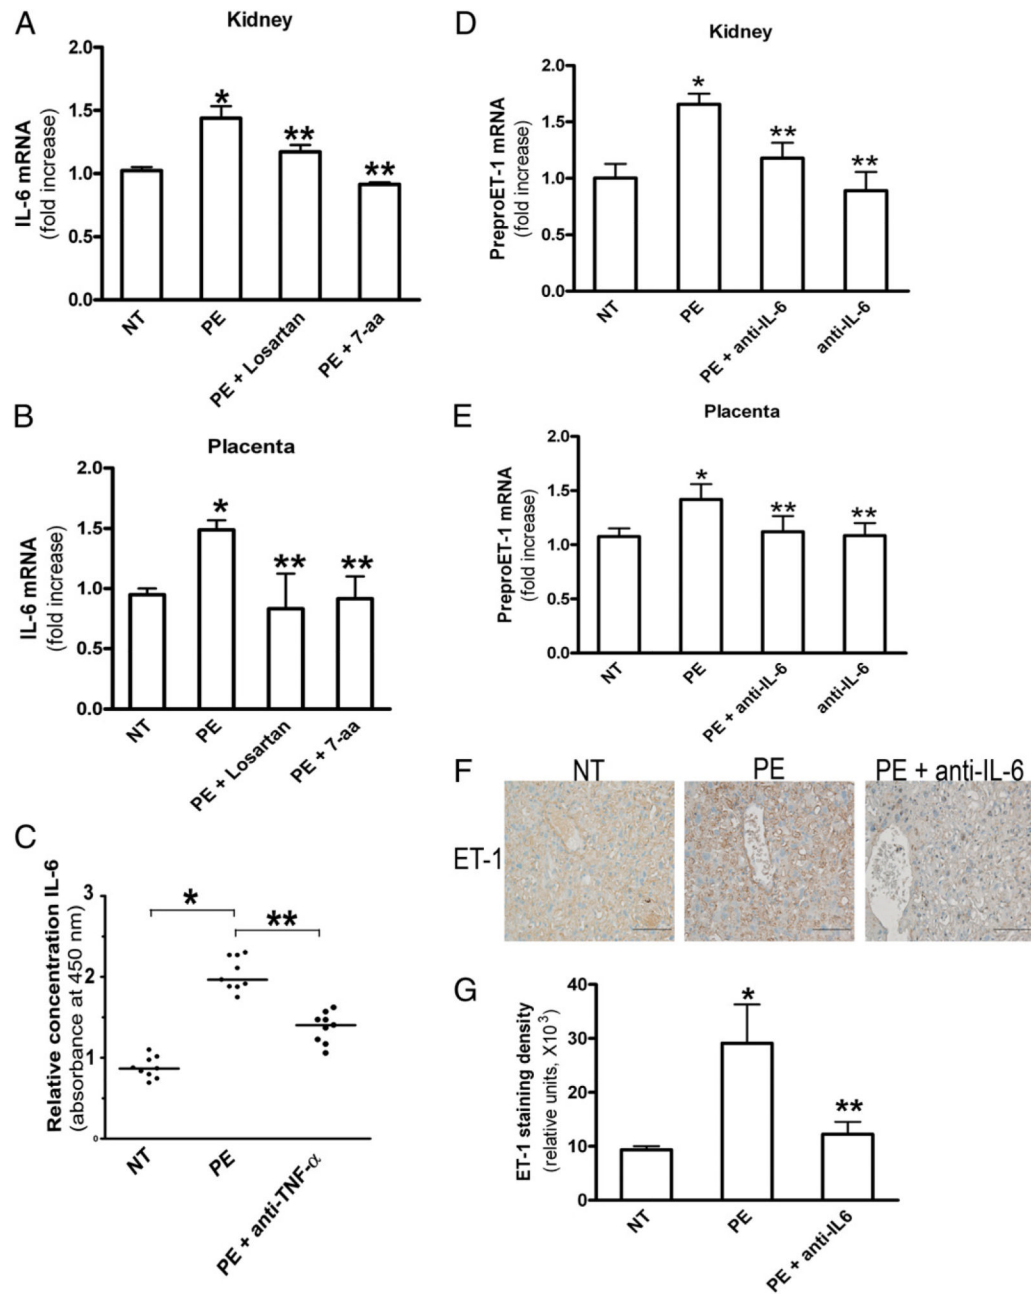 A
Kidney
IL-6 mRNA
(fold increase)
2.0
1.5
1.0
0.5
0.0
*
**
**
NT
PE
PE + Losartan
PE + 7-aa
B
Placenta
IL-6 mRNA
(fold increase)
2.0
1.5
1.0
0.5
0.0
*
**
**
NT
PE
PE + Losartan
PE + 7-aa
C
Relative concentration IL-6
(absorbance at 450 nm)
3
2
1
0
*
**
NT
PE
PE + anti-TNF-α
D
Kidney
PreproET-1 mRNA
(fold increase)
2.0
1.5
1.0
0.5
0.0
*
**
**
NT
PE
PE + anti-IL-6
anti-IL-6
E
Placenta
PreproET-1 mRNA
(fold increase)
2.0
1.5
1.0
0.5
0.0
*
**
**
NT
PE
PE + anti-IL-6
anti-IL-6
F
NT
PE
PE + anti-IL-6
ET-1
G
ET-1 staining density
(relative units, X10³)
40
30
20
10
0
*
**
NT
PE
PE + anti-IL6